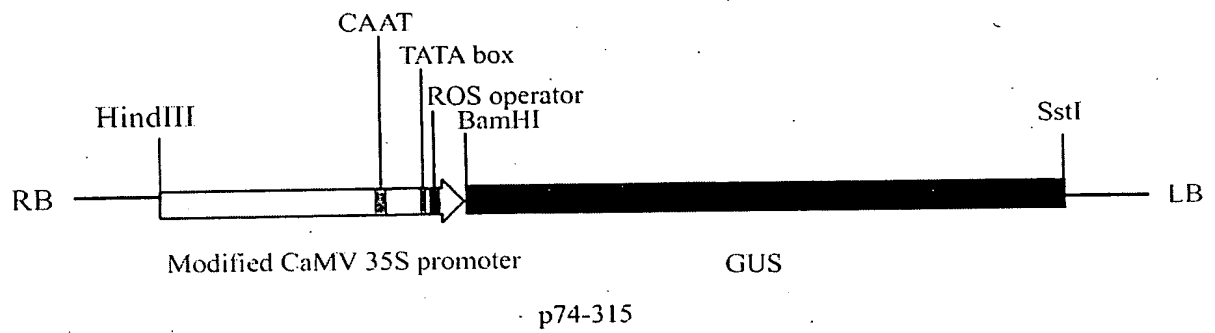 CAAT
TATA box
ROS operator
HindIII
BamHI
SstI
RB
LB
Modified CaMV 35S promoter
GUS
p74-315